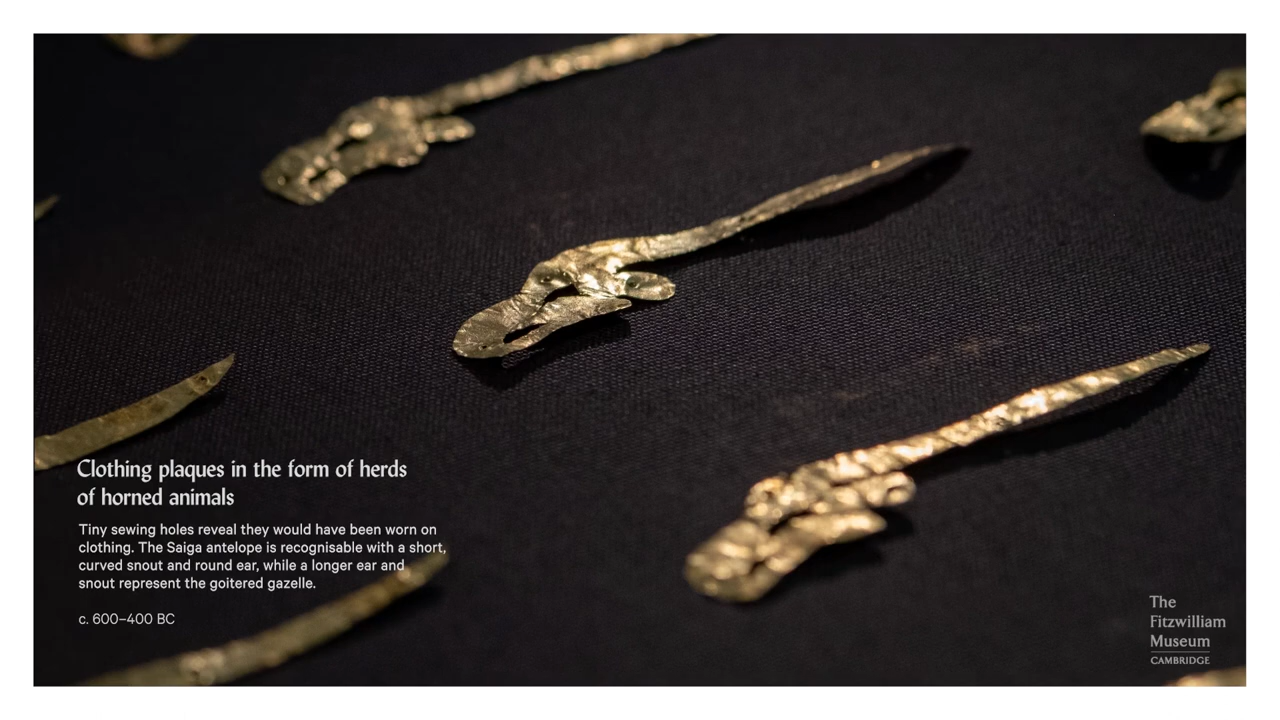 Clothing plaques in the form of herds
of horned animals
Tiny sewing holes reveal they would have been worn on
clothing. The Saiga antelope is recognisable with a short,
curved snout and round ear, while a longer ear and
snout represent the goitered gazelle.
c. 600–400 BC
The
Fitzwilliam
Museum
CAMBRIDGE